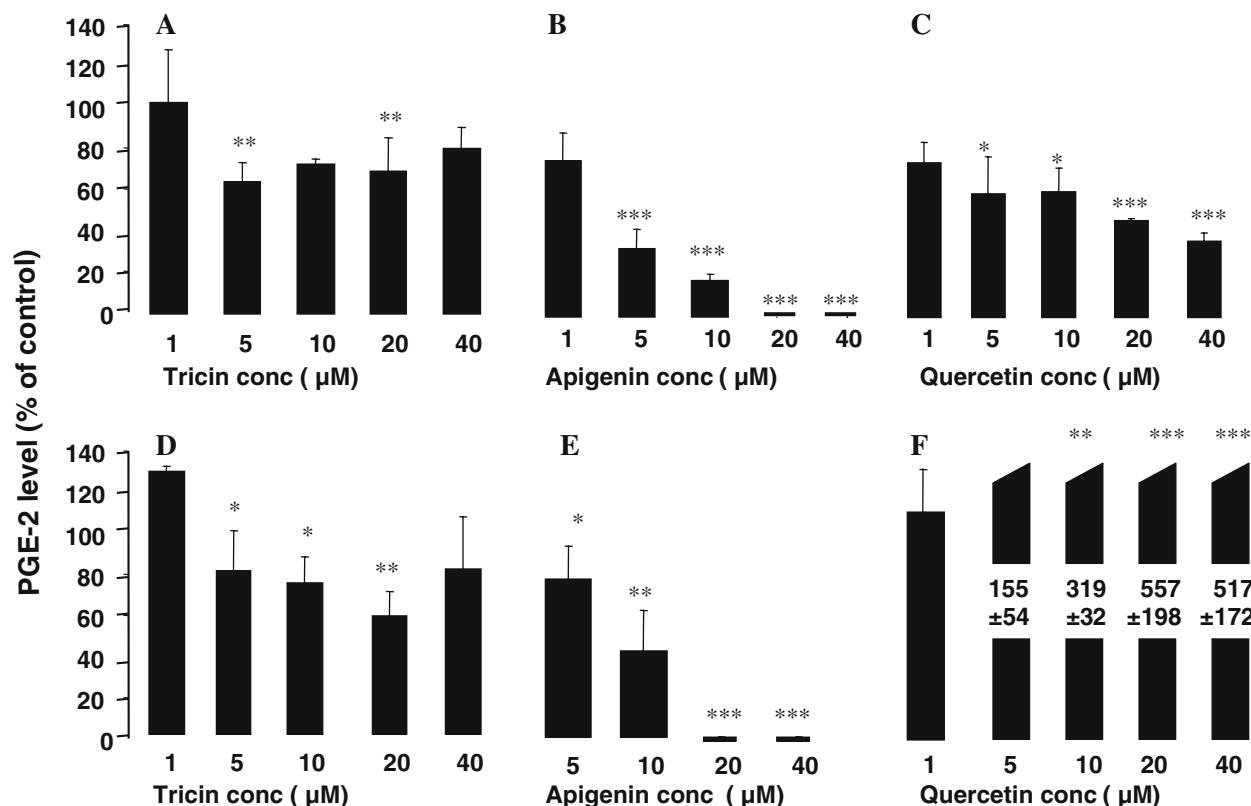 PGE-2 level (% of control)
A
140
120
100
80
60
40
20
0
**
**
1 5 10 20 40
Tricin conc ( µM)
B
***
***
***
***
1 5 10 20 40
Apigenin conc ( µM)
C
*
*
***
***
1 5 10 20 40
Quercetin conc ( µM)
D
140
120
100
80
60
40
20
0
*
*
**
1 5 10 20 40
Tricin conc ( µM)
E
*
**
***
***
5 10 20 40
Apigenin conc ( µM)
F
** *** ***
155 319 557 517
±54 ±32 ±198 ±172
1 5 10 20 40
Quercetin conc ( µM)